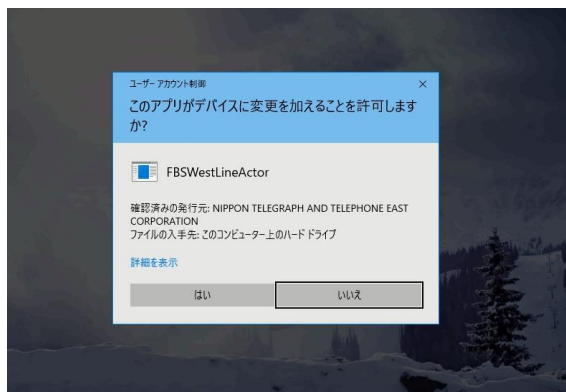 ユーザー アカウント制御
このアプリがデバイスに変更を加えることを許可します
か?
FBSWestLineActor
確認済みの発行元: NIPPON TELEGRAPH AND TELEPHONE EAST
CORPORATION
ファイルの入手先: このコンピューター上のハード ドライブ
詳細を表示
はい
いいえ